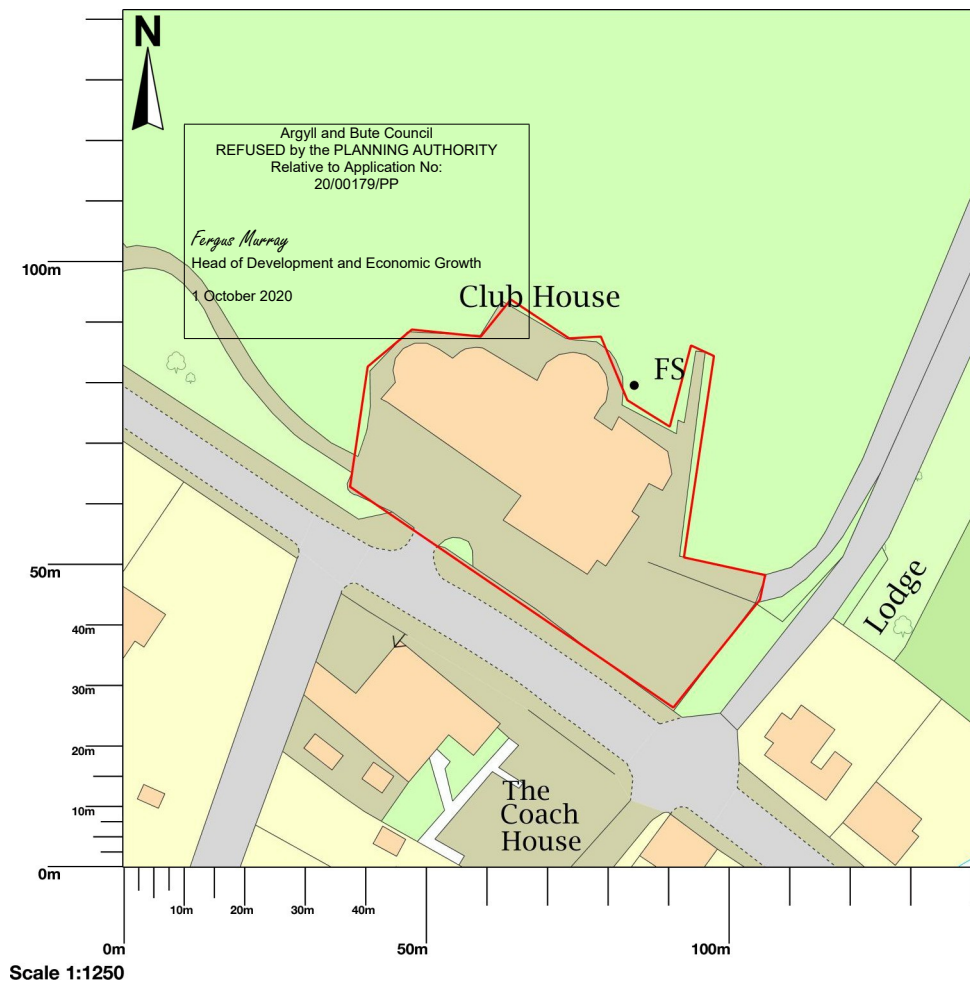 N
Argyll and Bute Council
REFUSED by the PLANNING AUTHORITY
Relative to Application No:
20/00179/PP
Fergus Murray
Head of Development and Economic Growth
1 October 2020
100m
Club House
FS
50m
40m
30m
20m
10m
0m
Lodge
The
Coach
House
10m
20m
30m
40m
0m
50m
100m
Scale 1:1250